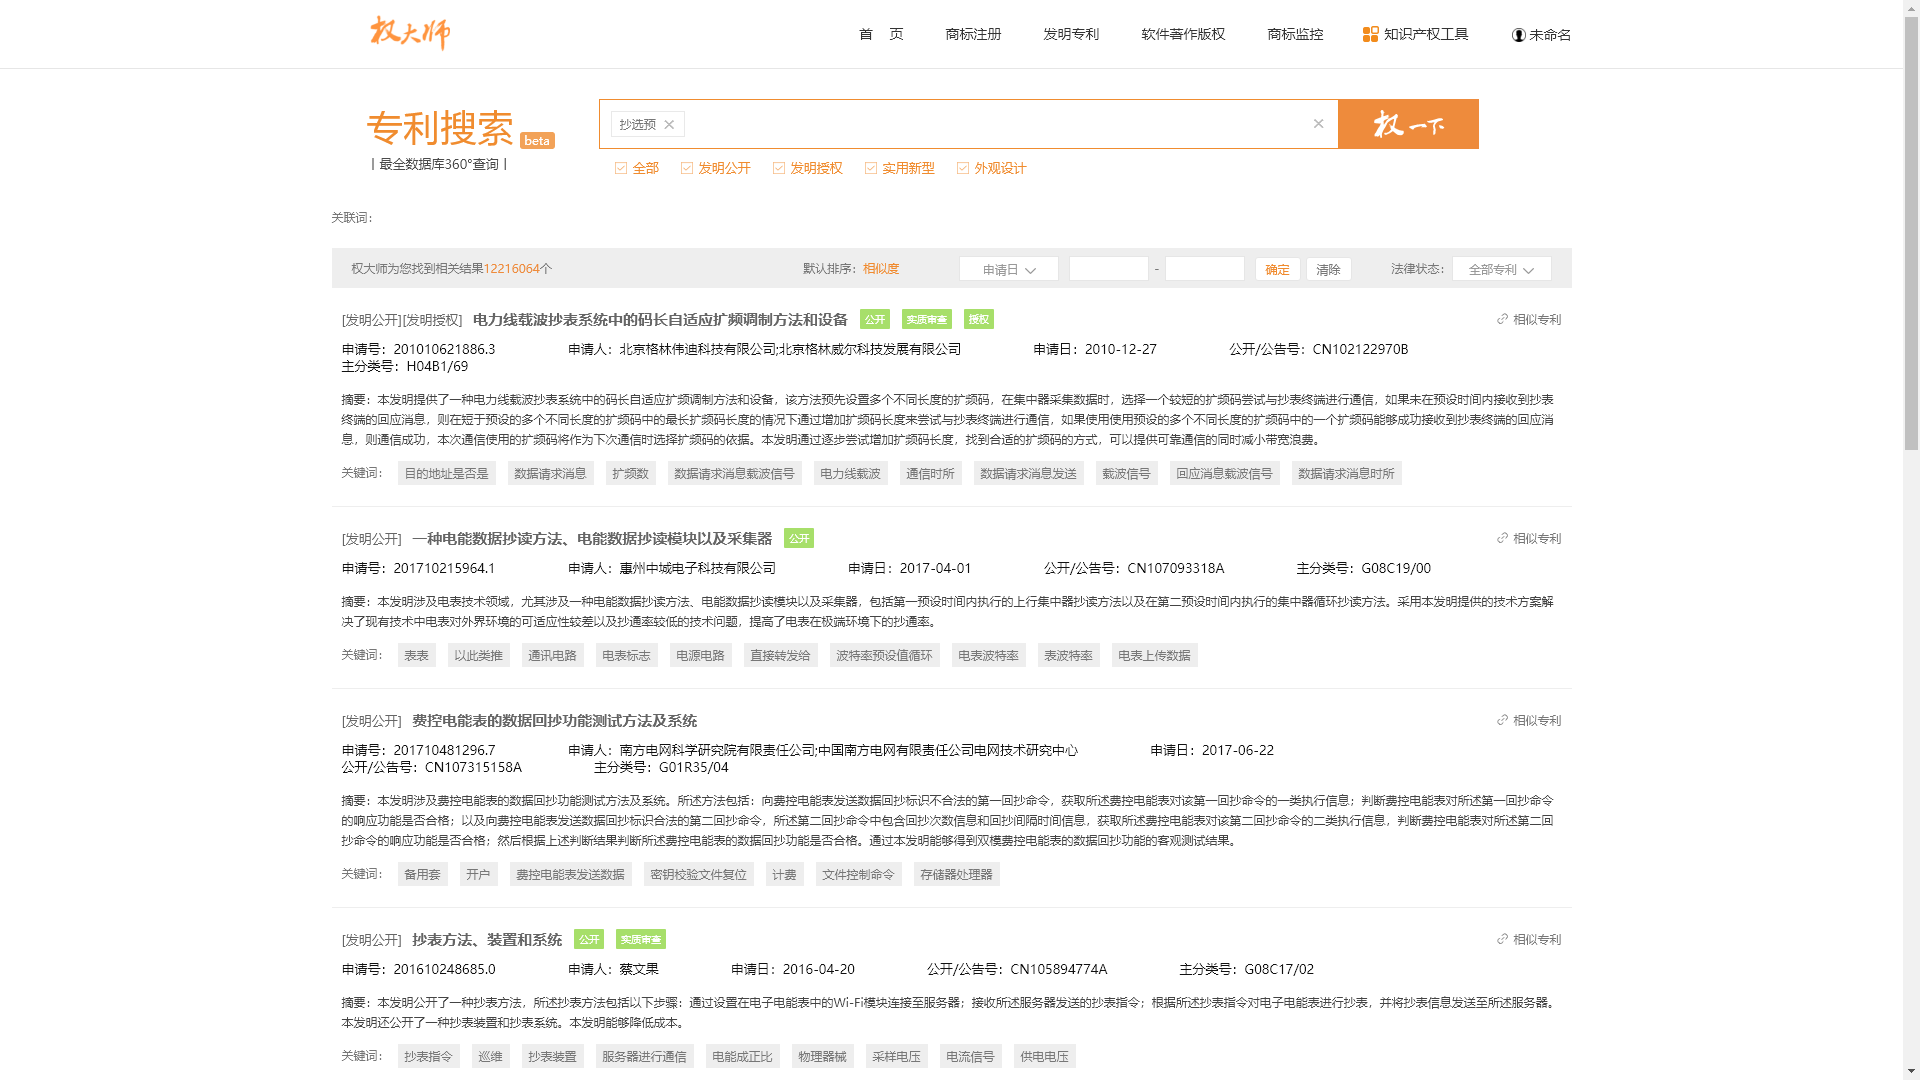 权大师
首 页 商标注册 发明专利 软件著作版权 商标监控 知识产权工具 未命名
专利搜索 beta
抄选预
权一下
丨最全数据库360°查询丨
全部 发明公开 发明授权 实用新型 外观设计
关联词:
权大师为您找到相关结果12216064个 默认排序: 相似度 申请日 - 确定 清除 法律状态: 全部专利
[发明公开][发明授权] 电力线载波抄表系统中的码长自适应扩频调制方法和设备 公开 实质审查 授权 相似专利
申请号：201010621886.3 申请人：北京格林伟迪科技有限公司;北京格林威尔科技发展有限公司 申请日：2010-12-27 公开/公告号：CN102122970B
主分类号：H04B1/69
摘要：本发明提供了一种电力线载波抄表系统中的码长自适应扩频调制方法和设备，该方法预先设置多个不同长度的扩频码，在集中器采集数据时，选择一个较短的扩频码尝试与抄表终端进行通信，如果未在预设时间内接收到抄表
终端的回应消息，则在短于预设的多个不同长度的扩频码中的最长扩频码长度的情况下通过增加扩频码长度来尝试与抄表终端进行通信，如果使用使用预设的多个不同长度的扩频码中的一个扩频码能够成功接收到抄表终端的回应消
息，则通信成功，本次通信使用的扩频码将作为下次通信时选择扩频码的依据。本发明通过逐步尝试增加扩频码长度，找到合适的扩频码的方式，可以提供可靠通信的同时减小带宽浪费。
关键词: 目的地址是否是 数据请求消息 扩频数 数据请求消息载波信号 电力线载波 通信时所 数据请求消息发送 载波信号 回应消息载波信号 数据请求消息时所
[发明公开] 一种电能数据抄读方法、电能数据抄读模块以及采集器 公开 相似专利
申请号：201710215964.1 申请人：惠州中城电子科技有限公司 申请日：2017-04-01 公开/公告号：CN107093318A 主分类号：G08C19/00
摘要：本发明涉及电表技术领域，尤其涉及一种电能数据抄读方法、电能数据抄读模块以及采集器，包括第一预设时间内执行的上行集中器抄读方法以及在第二预设时间内执行的集中器循环抄读方法。采用本发明提供的技术方案解
决了现有技术中电表对外界环境的可适应性较差以及抄通率较低的技术问题，提高了电表在极端环境下的抄通率。
关键词: 表表 以此类推 通讯电路 电表标志 电源电路 直接转发给 波特率预设值循环 电表波特率 表波特率 电表上传数据
[发明公开] 费控电能表的数据回抄功能测试方法及系统 相似专利
申请号：201710481296.7 申请人：南方电网科学研究院有限责任公司;中国南方电网有限责任公司电网技术研究中心 申请日：2017-06-22
公开/公告号：CN107315158A 主分类号：G01R35/04
摘要：本发明涉及费控电能表的数据回抄功能测试方法及系统。所述方法包括：向费控电能表发送数据回抄标识不合法的第一回抄命令，获取所述费控电能表对该第一回抄命令的一类执行信息；判断费控电能表对所述第一回抄命令
的响应功能是否合格；以及向费控电能表发送数据回抄标识合法的第二回抄命令，所述第二回抄命令中包含回抄次数信息和回抄间隔时间信息，获取所述费控电能表对该第二回抄命令的二类执行信息，判断费控电能表对所述第二回
抄命令的响应功能是否合格；然后根据上述判断结果判断所述费控电能表的数据回抄功能是否合格。通过本发明能够得到双模费控电能表的数据回抄功能的客观测试结果。
关键词: 备用套 开户 费控电能表发送数据 密钥校验文件复位 计费 文件控制命令 存储器处理器
[发明公开] 抄表方法、装置和系统 公开 实质审查 相似专利
申请号：201610248685.0 申请人：蔡文果 申请日：2016-04-20 公开/公告号：CN105894774A 主分类号：G08C17/02
摘要：本发明公开了一种抄表方法，所述抄表方法包括以下步骤：通过设置在电子电能表中的Wi-Fi模块连接至服务器；接收所述服务器发送的抄表指令；根据所述抄表指令对电子电能表进行抄表，并将抄表信息发送至所述服务器。
本发明还公开了一种抄表装置和抄表系统。本发明能够降低成本。
关键词: 抄表指令 巡维 抄表装置 服务器进行通信 电能成正比 物理器械 采样电压 电流信号 供电电压